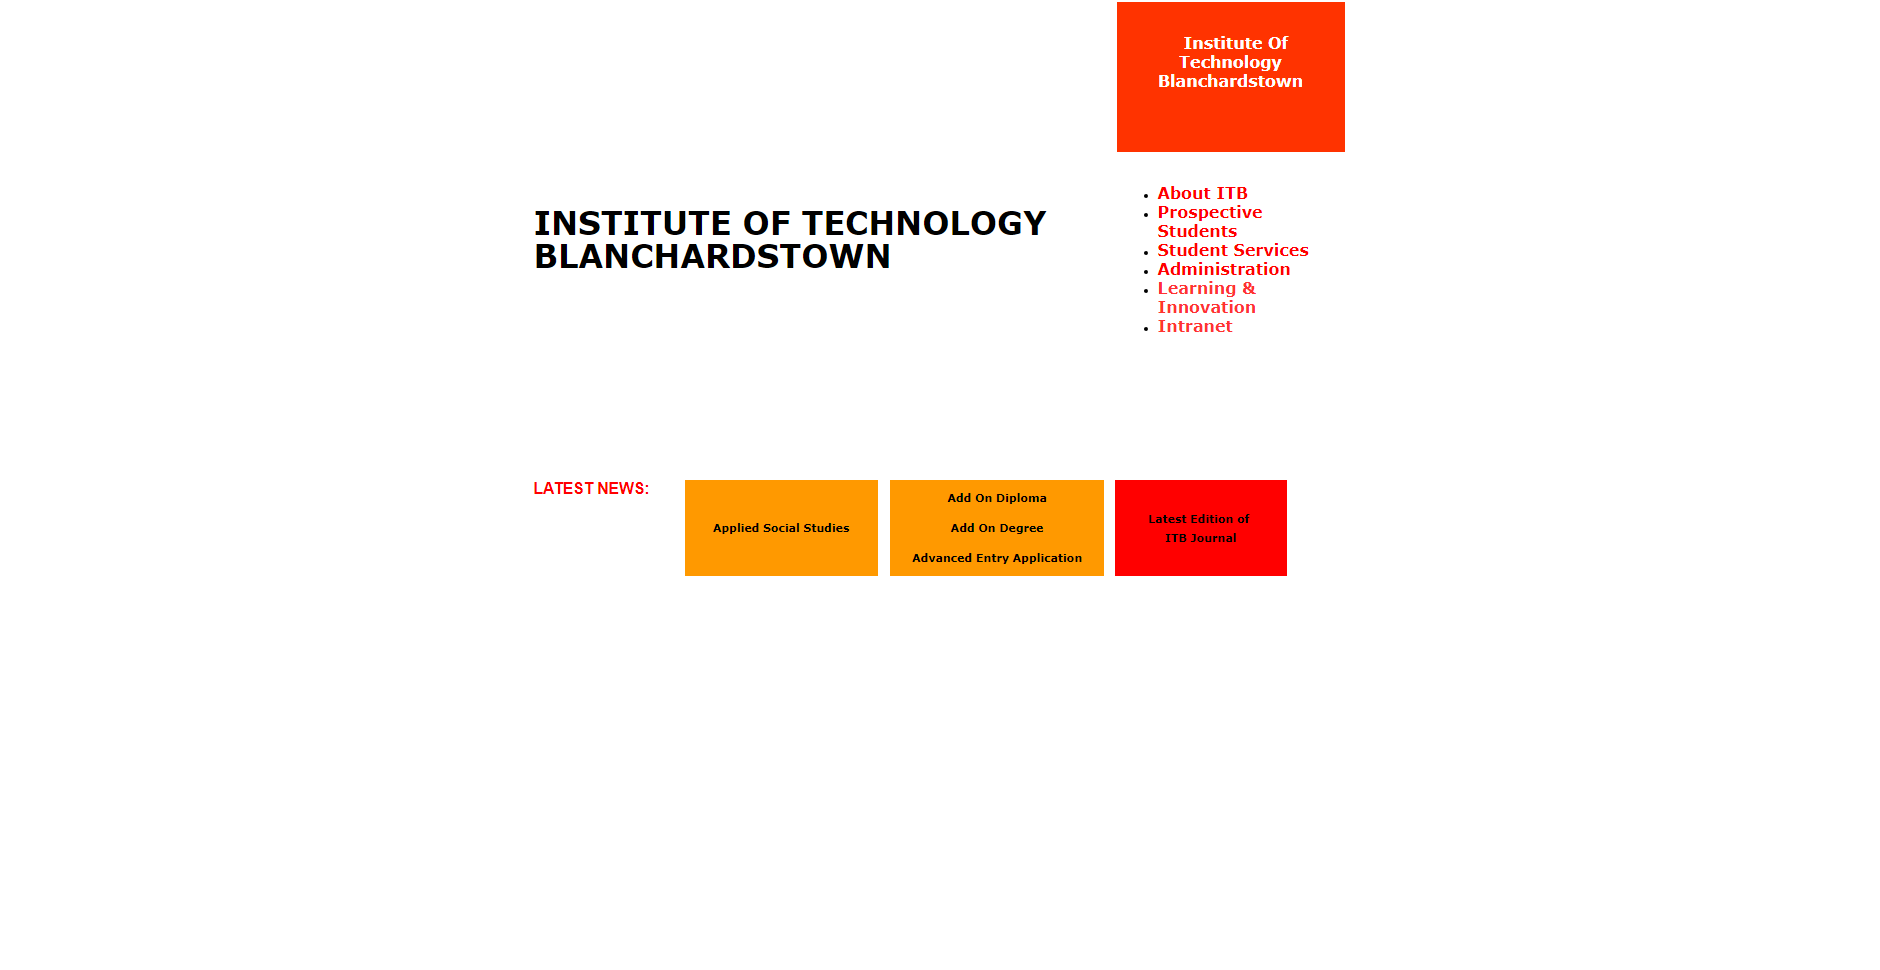 Institute Of
Technology
Blanchardstown
INSTITUTE OF TECHNOLOGY
BLANCHARDSTOWN
About ITB
Prospective
Students
Student Services
Administration
Learning &
Innovation
Intranet
LATEST NEWS:
Applied Social Studies
Add On Diploma
Add On Degree
Advanced Entry Application
Latest Edition of
ITB Journal